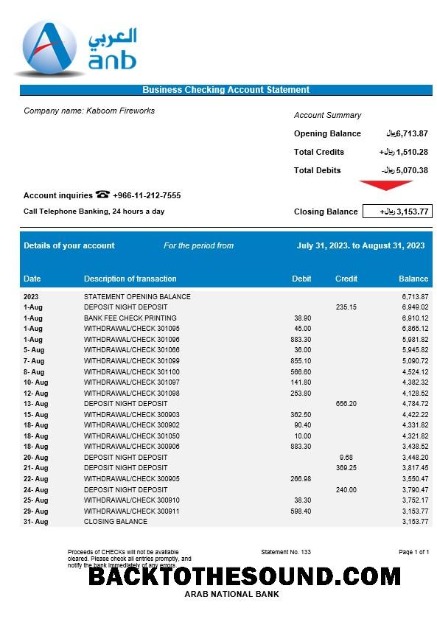 العربي
anb
Business Checking Account Statement
Company name: Kaboom Fireworks
Account Summary
Opening Balance ﷼6,713.87
Total Credits +﷼1,510.28
Total Debits -﷼5,070.38
Account inquiries ☎ +966-11-212-7555
Call Telephone Banking, 24 hours a day
Closing Balance +﷼3,153.77
Details of your account For the period from July 31, 2023. to August 31, 2023
Date Description of transaction Debit Credit Balance
2023 STATEMENT OPENING BALANCE 6,713.87
1-Aug DEPOSIT NIGHT DEPOSIT 235.15 6,949.02
1-Aug BANK FEE CHECK PRINTING 38.90 6,910.12
1-Aug WITHDRAWAL/CHECK 301095 45.00 6,865.12
1-Aug WITHDRAWAL/CHECK 301096 883.30 5,981.82
5- Aug WITHDRAWAL/CHECK 301066 36.00 5,945.82
7- Aug WITHDRAWAL/CHECK 301099 855.10 5,090.72
8- Aug WITHDRAWAL/CHECK 301100 566.60 4,524.12
10- Aug WITHDRAWAL/CHECK 301097 141.80 4,382.32
12- Aug WITHDRAWAL/CHECK 301098 253.80 4,128.52
13- Aug DEPOSIT NIGHT DEPOSIT 656.20 4,784.72
15- Aug WITHDRAWAL/CHECK 300903 362.50 4,422.22
18- Aug WITHDRAWAL/CHECK 300902 90.40 4,331.82
18- Aug WITHDRAWAL/CHECK 301050 10.00 4,321.82
18- Aug WITHDRAWAL/CHECK 300906 883.30 3,438.52
20- Aug DEPOSIT NIGHT DEPOSIT 9.68 3,448.20
21- Aug DEPOSIT NIGHT DEPOSIT 369.25 3,817.45
22- Aug WITHDRAWAL/CHECK 300905 266.98 3,550.47
24- Aug DEPOSIT NIGHT DEPOSIT 240.00 3,790.47
25- Aug WITHDRAWAL/CHECK 300910 38.30 3,752.17
29- Aug WITHDRAWAL/CHECK 300911 598.40 3,153.77
31- Aug CLOSING BALANCE 3,153.77
Proceeds of CHECKs will not be available Statement No. 133 Page 1 of 1
cleared. Please check all entries promptly, and
notify the bank immediately of any errors.
BACKTOTHESOUND.COM
ARAB NATIONAL BANK